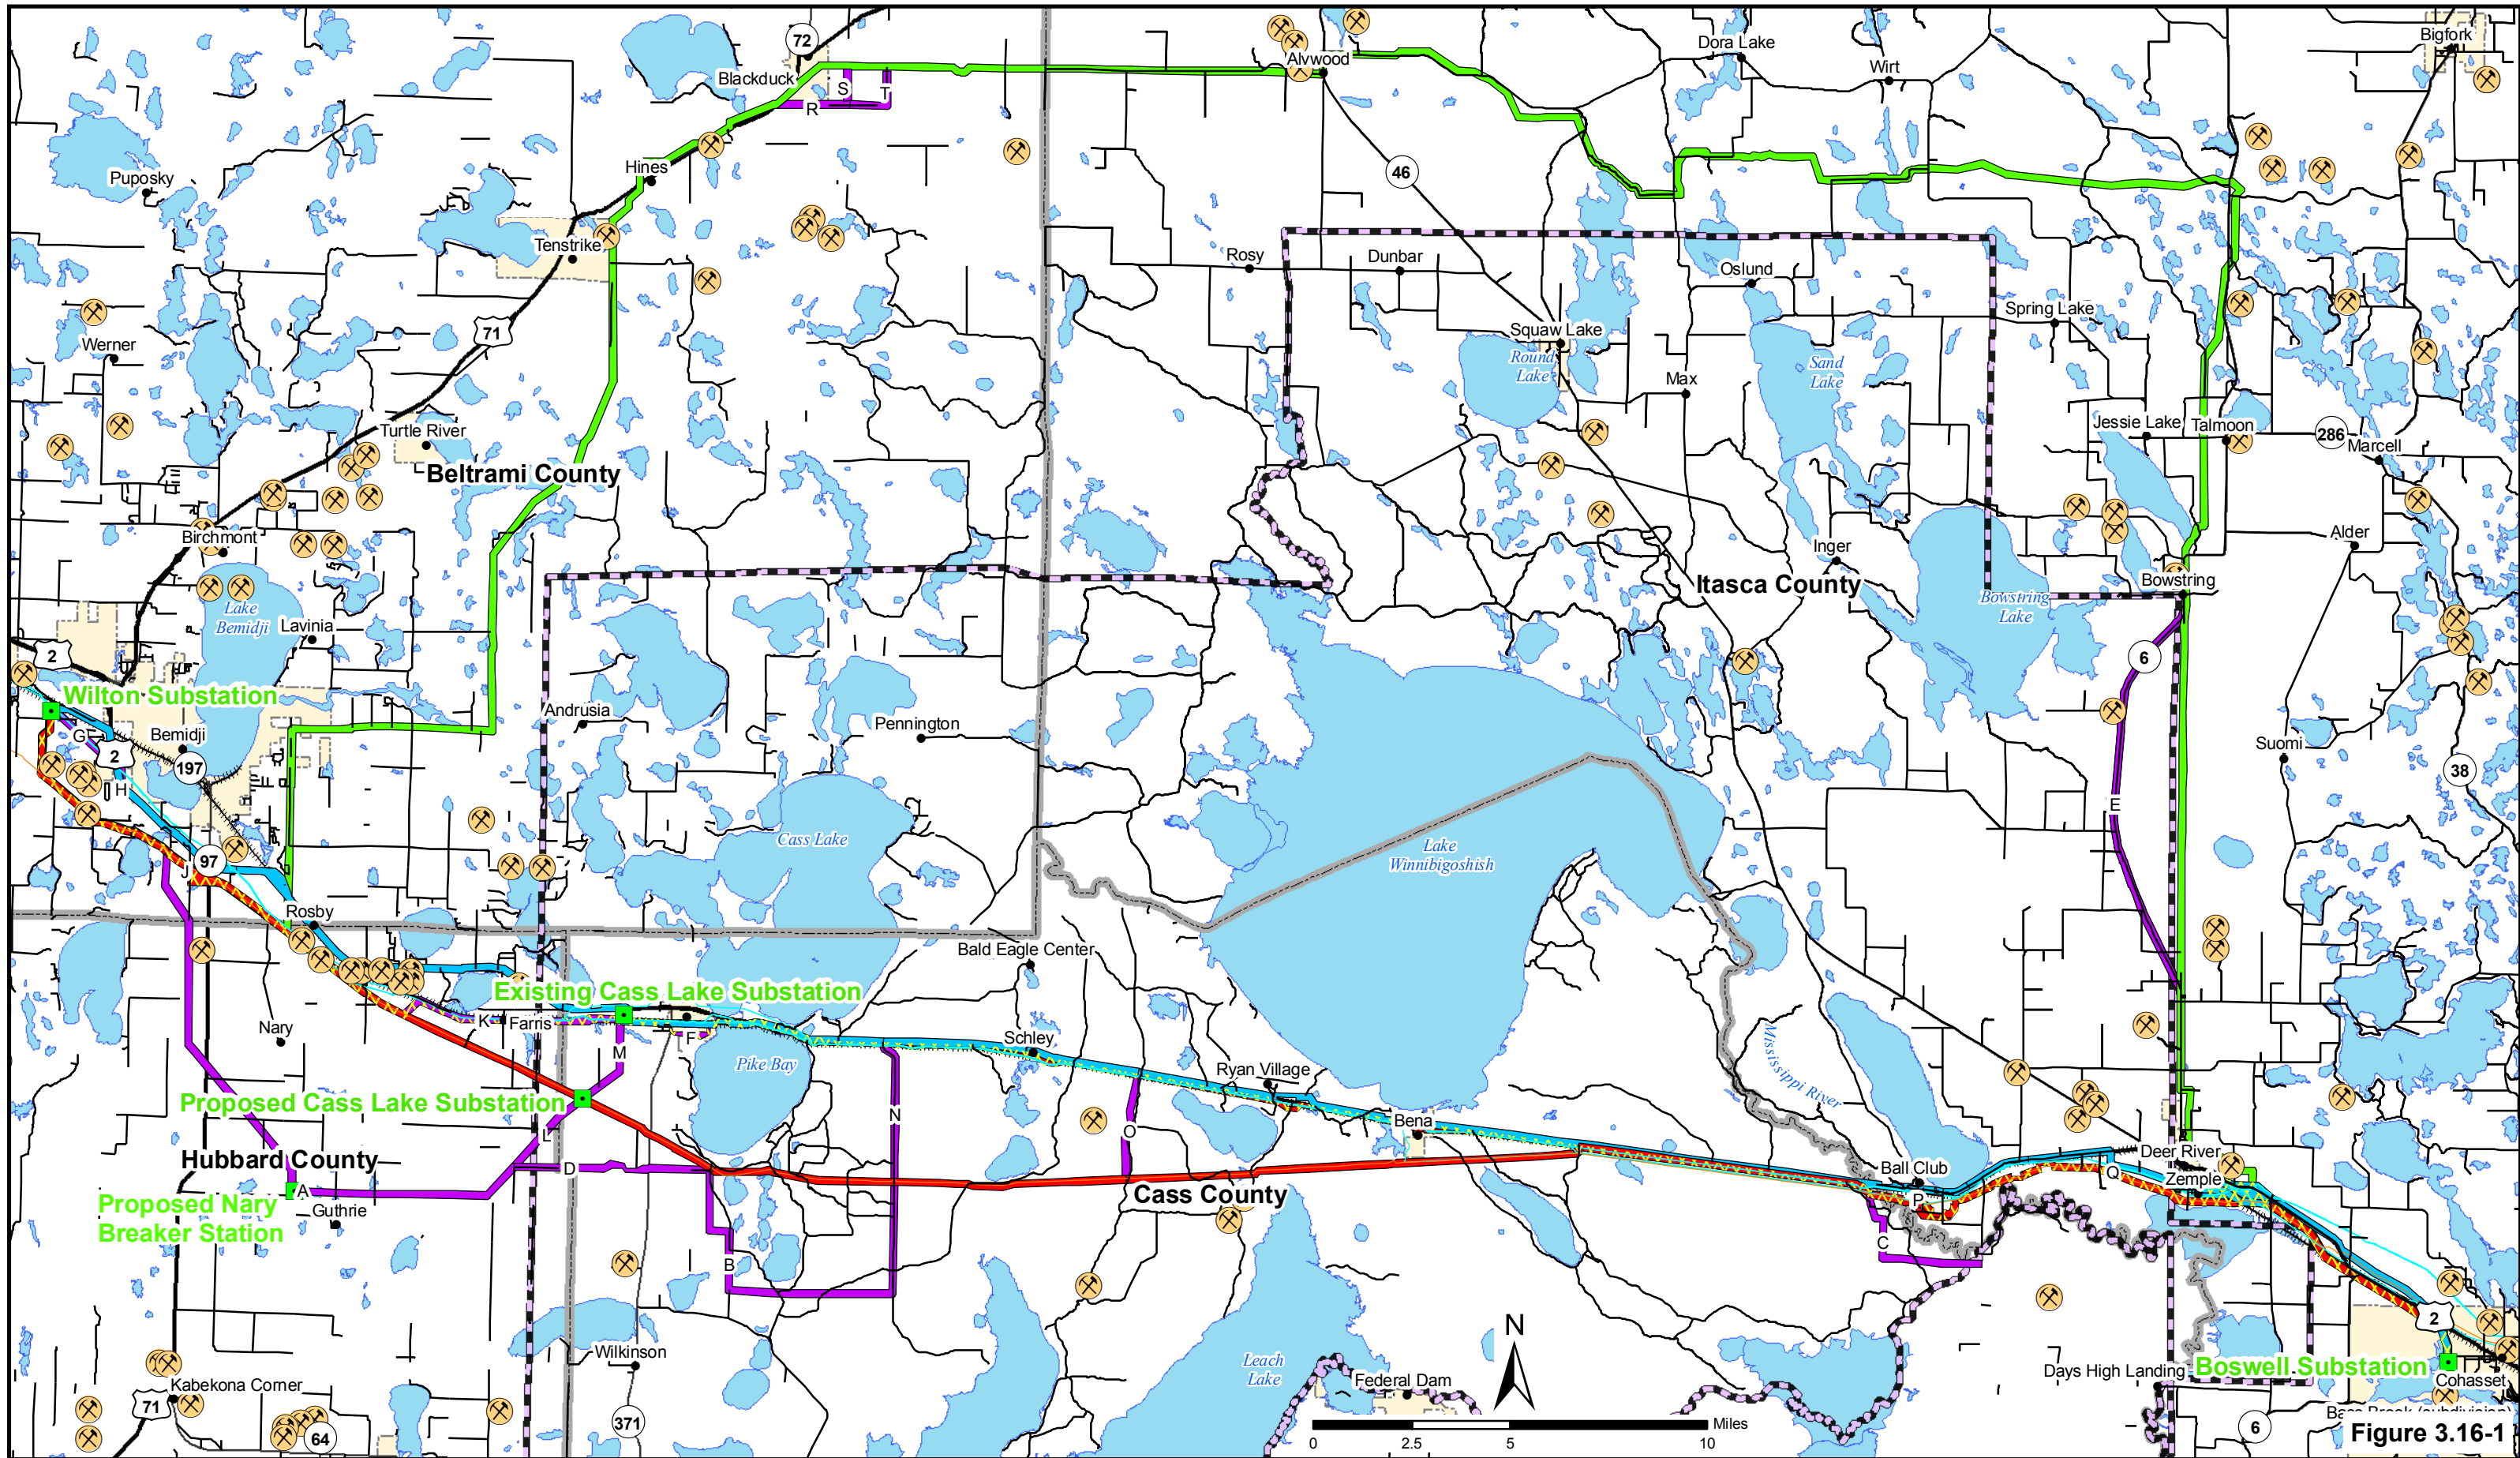 72
Blackduck
S
T
R
Alvwood
Dora Lake
Wirt
Bigfork
46
Hines
Puposky
Tenstrike
Rosy
Dunbar
Oslund
71
Spring Lake
Werner
Squaw Lake
Round
Lake
Sand
Lake
Max
Turtle River
Jessie Lake
Talmoon
286
Marcell
Beltrami County
Birchmont
Alder
Inger
Itasca County
Bowstring
Bowstring
Lake
Lake
Bemidji
Lavinia
2
6
Wilton Substation
Andrusia
Pennington
G
Bemidji
2
197
Suomi
38
H
E
Cass Lake
Lake
Winnibigoshish
97
J
Rosby
Bald Eagle Center
Existing Cass Lake Substation
K
Farris
Nary
F
M
Schley
Pike Bay
Ryan Village
Mississippi River
Proposed Cass Lake Substation
N
O
Bena
L
Hubbard County
D
Deer River
Ball Club
Q
Zemple
A
Proposed Nary
Breaker Station
Guthrie
Cass County
P
C
B
N
Wilkinson
Leach
Lake
Federal Dam
Days High Landing
Boswell Substation
2
Cohasset
Kabekona Corner
71
64
371
Miles
0
2.5
5
10
6
Figure 3.16-1